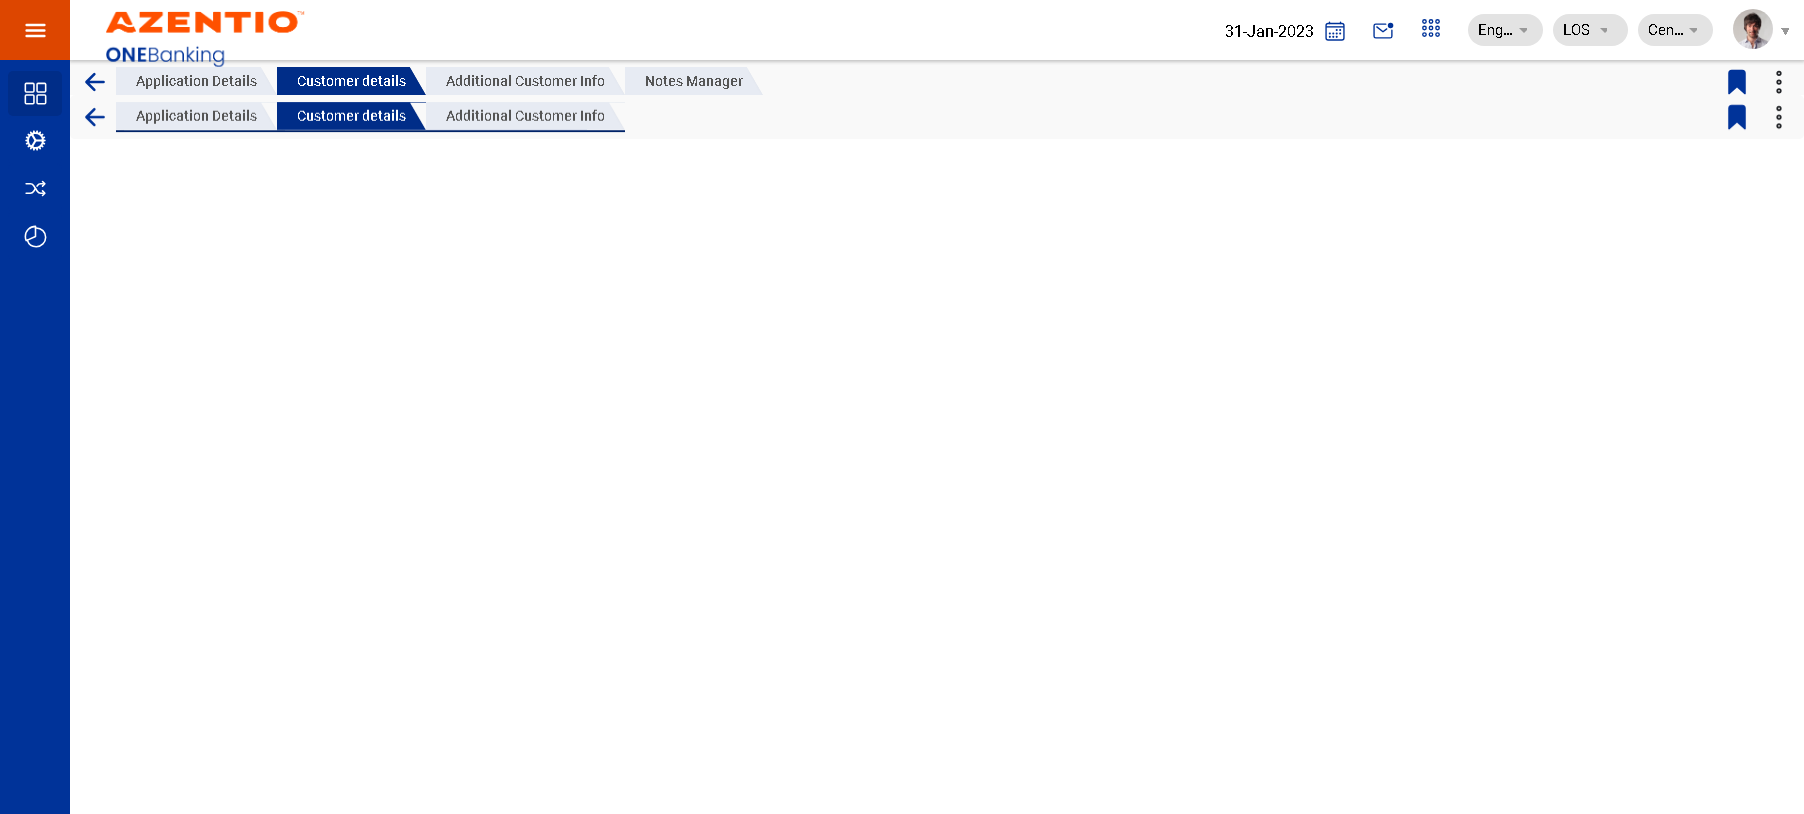 AZENTIO™
ONEBanking
31-Jan-2023
Eng...
LOS
Cen...
Application Details
Customer details
Additional Customer Info
Notes Manager
Application Details
Customer details
Additional Customer Info